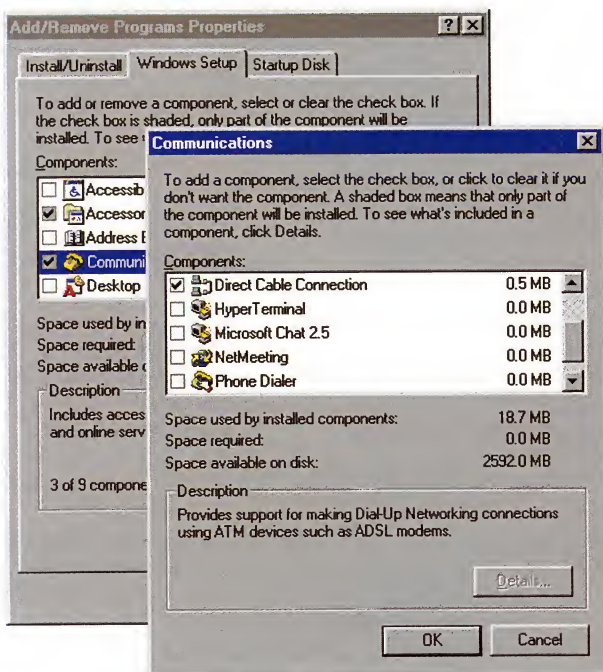 Add/Remove Programs Properties
Install/Uninstall Windows Setup Startup Disk
To add or remove a component, select or clear the check box. If
the check box is shaded, only part of the component will be
installed. To see
Components:
Accessib
Accessor
Address
Communi
Desktop
Space used by in
Space required:
Space available
Description
Includes acces
and online serv
3 of 9 compone
Communications
To add a component, select the check box, or click to clear it if you
don't want the component. A shaded box means that only part of
the component will be installed. To see what's included in a
component, click Details.
Components:
Direct Cable Connection 0.5 MB
HyperTerminal 0.0 MB
Microsoft Chat 2.5 0.0 MB
NetMeeting 0.0 MB
Phone Dialer 0.0 MB
Space used by installed components: 18.7 MB
Space required: 0.0 MB
Space available on disk: 2592.0 MB
Description
Provides support for making Dial-Up Networking connections
using ATM devices such as ADSL modems.
Details...
OK Cancel